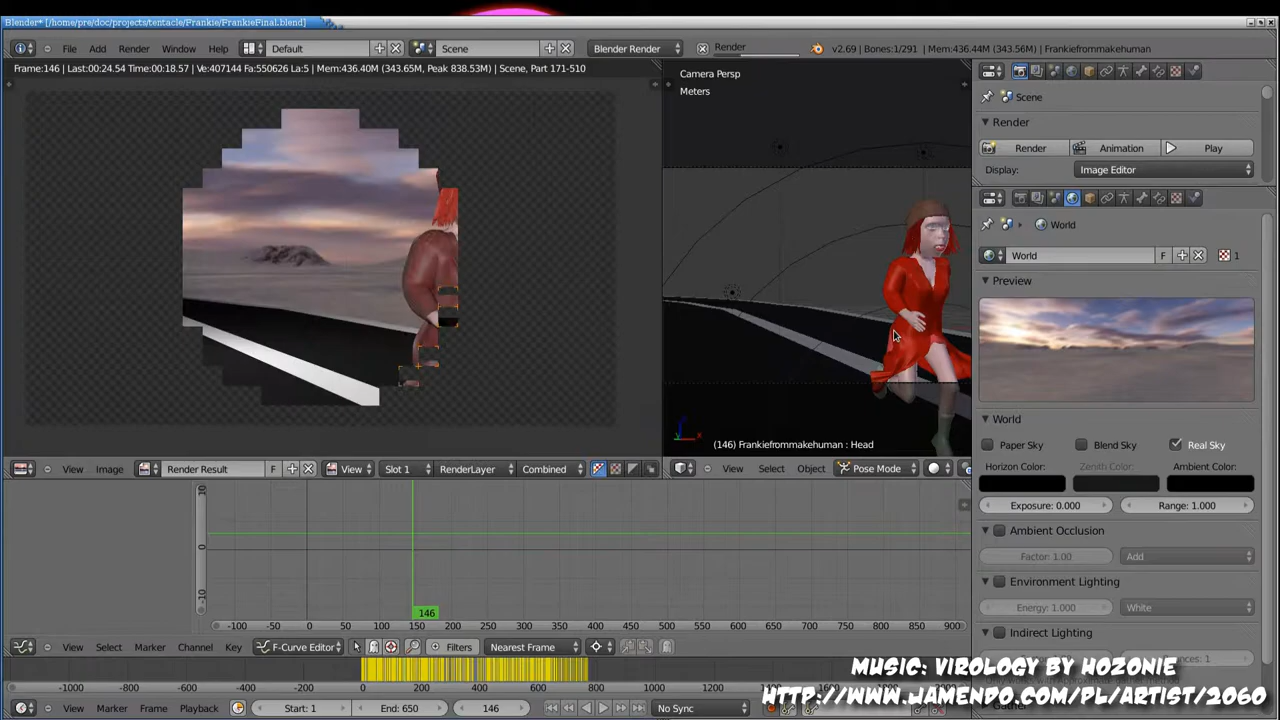 Blender* [/home/pre/doc/projects/tentacle/Frankie/FrankieFinal.blend]
File Add Render Window Help Default Scene Blender Render Render v2.69 | Bones:1/291 | Mem:436.44M (343.56M) | Frankiefrommakehuman
Frame:146 | Last:00:24.54 Time:00:18.57 | Ve:407144 Fa:550626 La:5 | Mem:436.40M (343.65M, Peak 838.53M) | Scene, Part 171-510
Camera Persp
Meters
(146) Frankiefrommakehuman : Head
Scene
Render
Render Animation Play
Display: Image Editor
World
World F 1
Preview
World
Paper Sky Blend Sky Real Sky
Horizon Color: Zenith Color: Ambient Color:
Exposure: 0.000 Range: 1.000
Ambient Occlusion
Factor: 1.00 Add
Environment Lighting
Energy: 1.000 White
Indirect Lighting
View Image Render Result F View Slot 1 RenderLayer Combined
View Select Object Pose Mode
10
0
-10
146
-100 -50 0 50 100 150 200 250 300 350 400 450 500 550 600 650 700 750 800 850 900
View Select Marker Channel Key F-Curve Editor Filters Nearest Frame
-1000 -800 -600 -400 -200 0 200 400 600 800 1000 1200 1400
View Marker Frame Playback Start: 1 End: 650 146 No Sync
MUSIC: VIROLOGY BY HOZONIE
HTTP://WWW.JAMENDO.COM/PL/ARTIST/2060